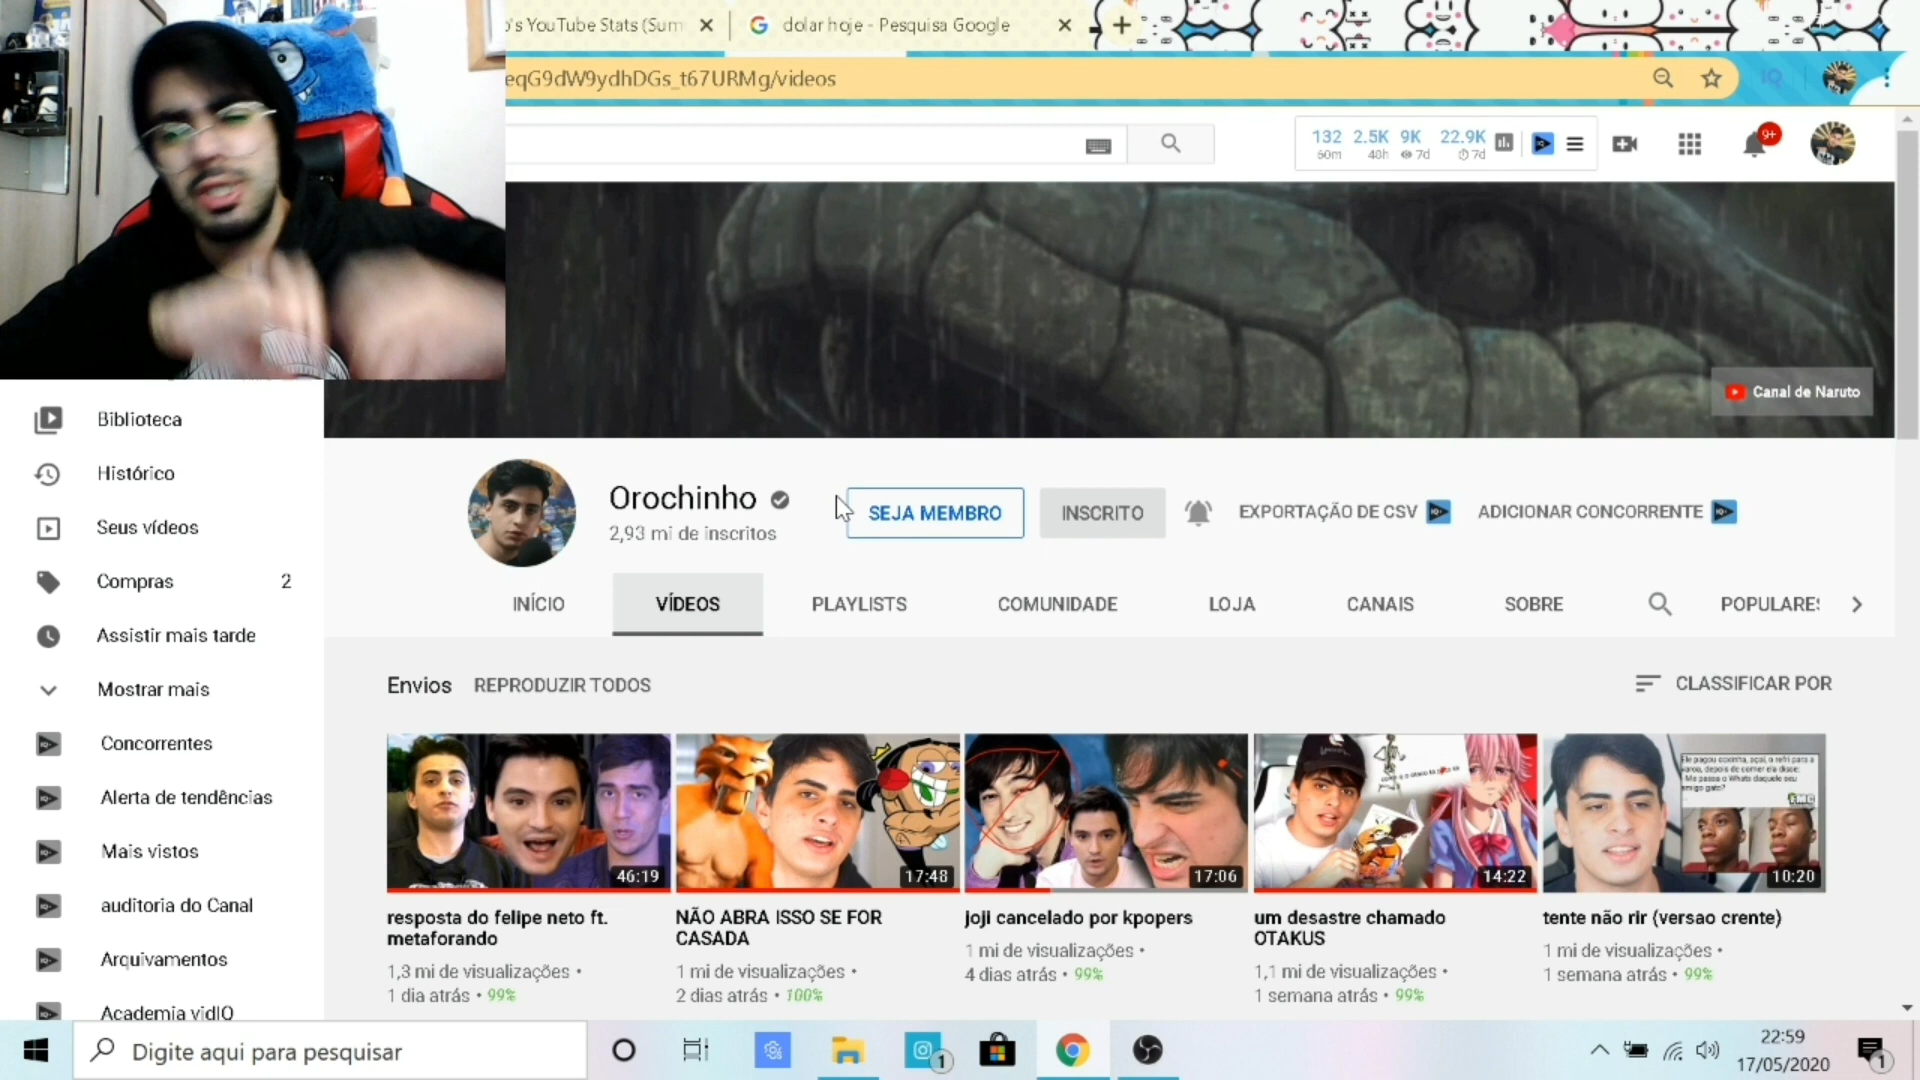 's YouTube Stats (Sum
dolar hoje - Pesquisa Google
eqG9dW9ydhDGs_t67URMg/videos
132 2.5K 9K 22.9K
60m 48h 7d 7d
9+
Canal de Naruto
Biblioteca
Histórico
Seus vídeos
Compras 2
Assistir mais tarde
Mostrar mais
Concorrentes
Alerta de tendências
Mais vistos
auditoria do Canal
Arquivamentos
Academia vidIQ
Orochinho
2,93 mi de inscritos
SEJA MEMBRO
INSCRITO
EXPORTAÇÃO DE CSV
ADICIONAR CONCORRENTE
INÍCIO VÍDEOS PLAYLISTS COMUNIDADE LOJA CANAIS SOBRE POPULARES
Envios REPRODUZIR TODOS
CLASSIFICAR POR
46:19
17:48
17:06
14:22
10:20
resposta do felipe neto ft.
metaforando
1,3 mi de visualizações •
1 dia atrás • 99%
NÃO ABRA ISSO SE FOR
CASADA
1 mi de visualizações •
2 dias atrás • 100%
joji cancelado por kpopers
1 mi de visualizações •
4 dias atrás • 99%
um desastre chamado
OTAKUS
1,1 mi de visualizações •
1 semana atrás • 99%
tente não rir (versao crente)
1 mi de visualizações •
1 semana atrás • 99%
Digite aqui para pesquisar
1
22:59
17/05/2020
1